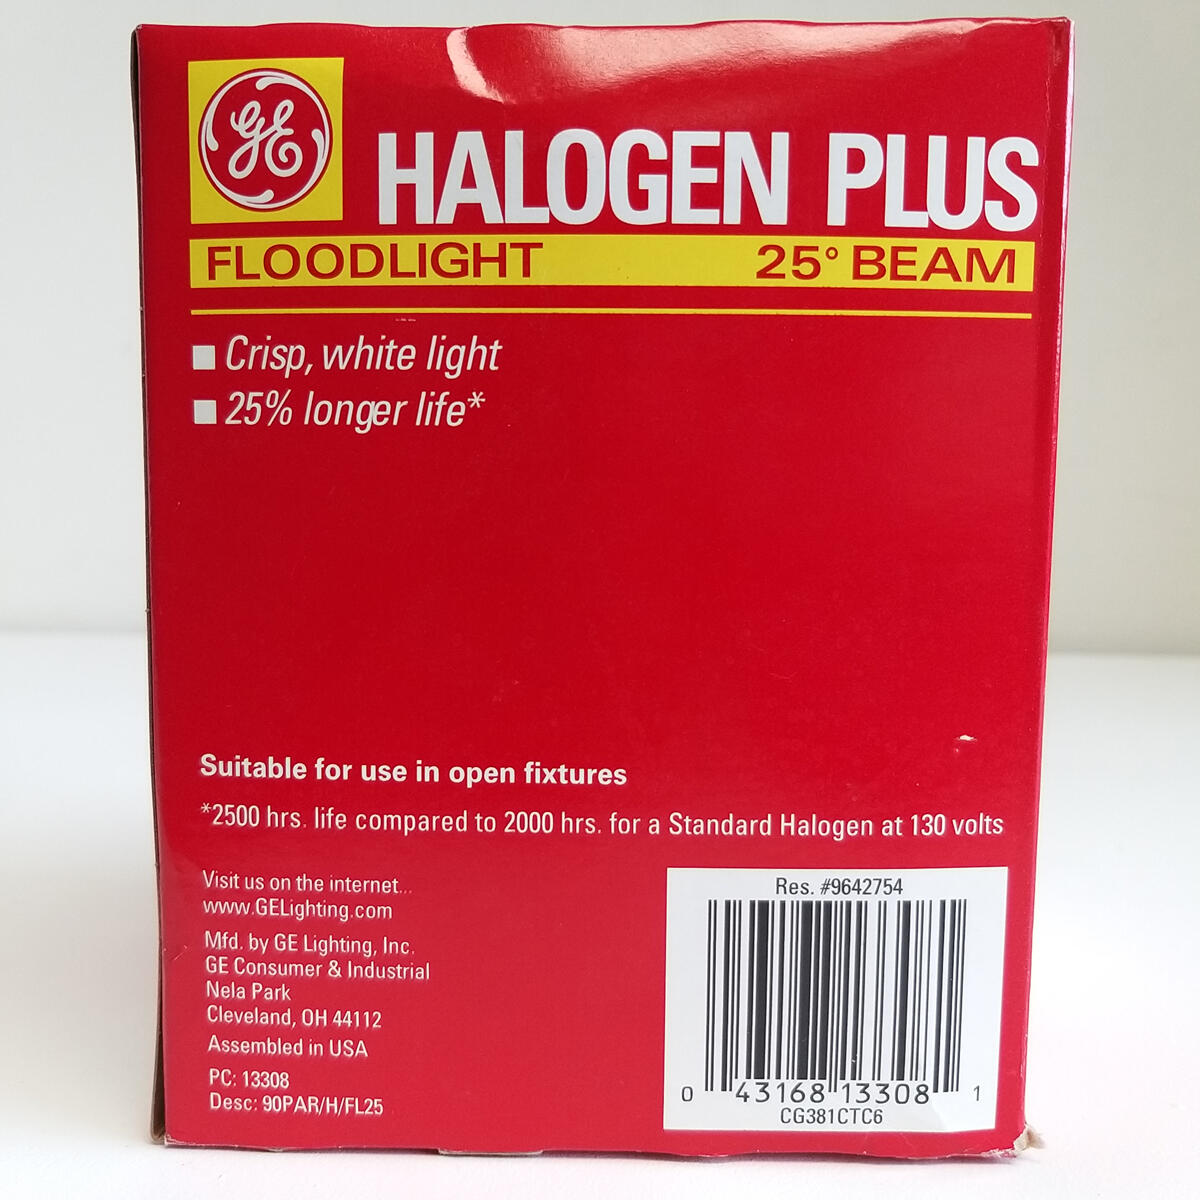 GE
HALOGEN PLUS
FLOODLIGHT 25° BEAM
Crisp, white light
25% longer life*
Suitable for use in open fixtures
*2500 hrs. life compared to 2000 hrs. for a Standard Halogen at 130 volts
Visit us on the internet...
www.GELighting.com
Mfd. by GE Lighting, Inc.
GE Consumer & Industrial
Nela Park
Cleveland, OH 44112
Assembled in USA
PC: 13308
Desc: 90PAR/H/FL25
Res. #9642754
0 43168 13308 1
CG381CTC6